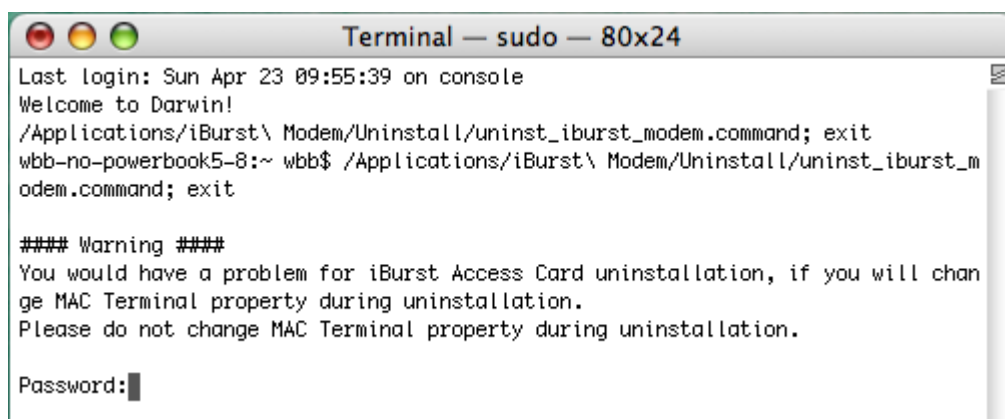 Terminal — sudo — 80x24
Last login: Sun Apr 23 09:55:39 on console
Welcome to Darwin!
/Applications/iBurst\ Modem/Uninstall/uninst_iburst_modem.command; exit
wbb-no-powerbook5-8:~ wbb$ /Applications/iBurst\ Modem/Uninstall/uninst_iburst_m
odem.command; exit
#### Warning ####
You would have a problem for iBurst Access Card uninstallation, if you will chan
ge MAC Terminal property during uninstallation.
Please do not change MAC Terminal property during uninstallation.
Password: